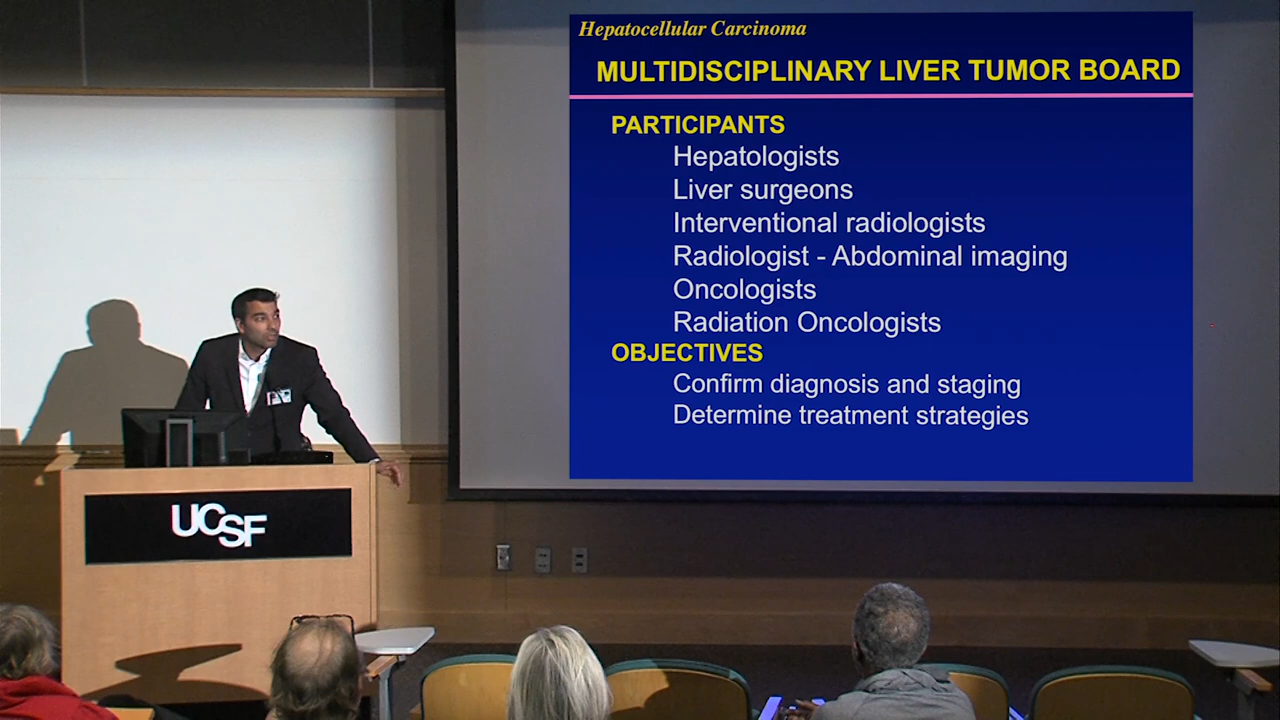 Hepatocellular Carcinoma
MULTIDISCIPLINARY LIVER TUMOR BOARD
PARTICIPANTS
Hepatologists
Liver surgeons
Interventional radiologists
Radiologist - Abdominal imaging
Oncologists
Radiation Oncologists
OBJECTIVES
Confirm diagnosis and staging
Determine treatment strategies
UCSF